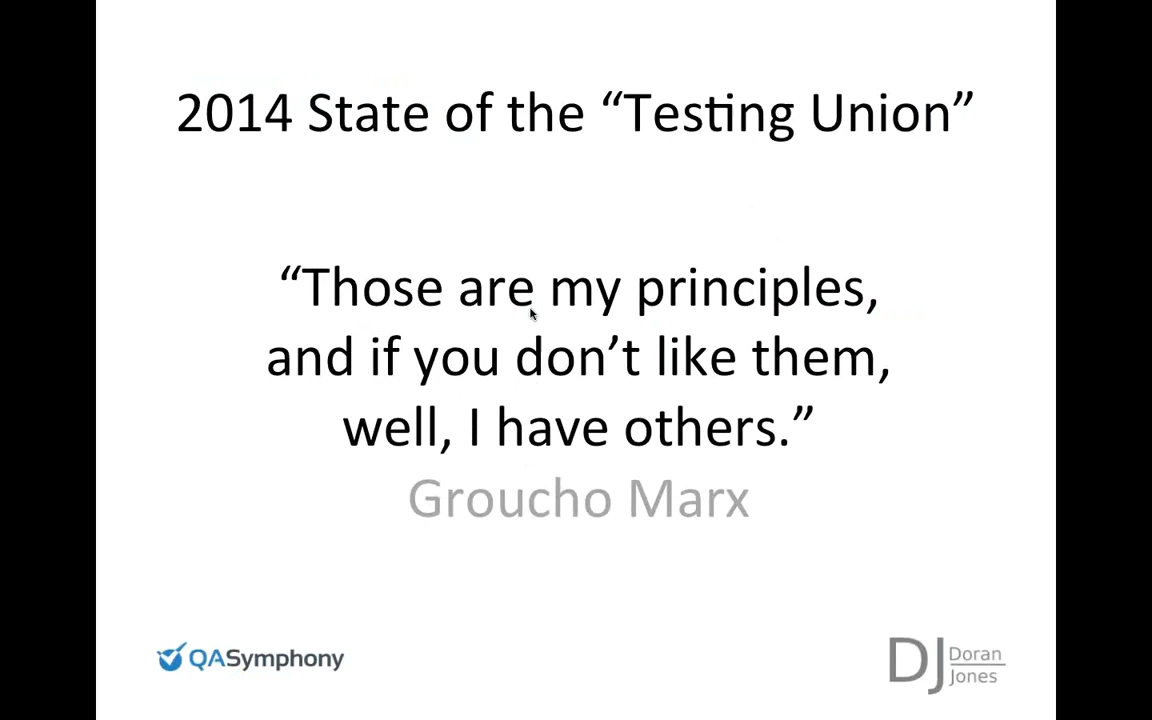 2014 State of the “Testing Union”
“Those are my principles,
and if you don’t like them,
well, I have others.”
Groucho Marx
QASymphony
DJ Doran
Jones